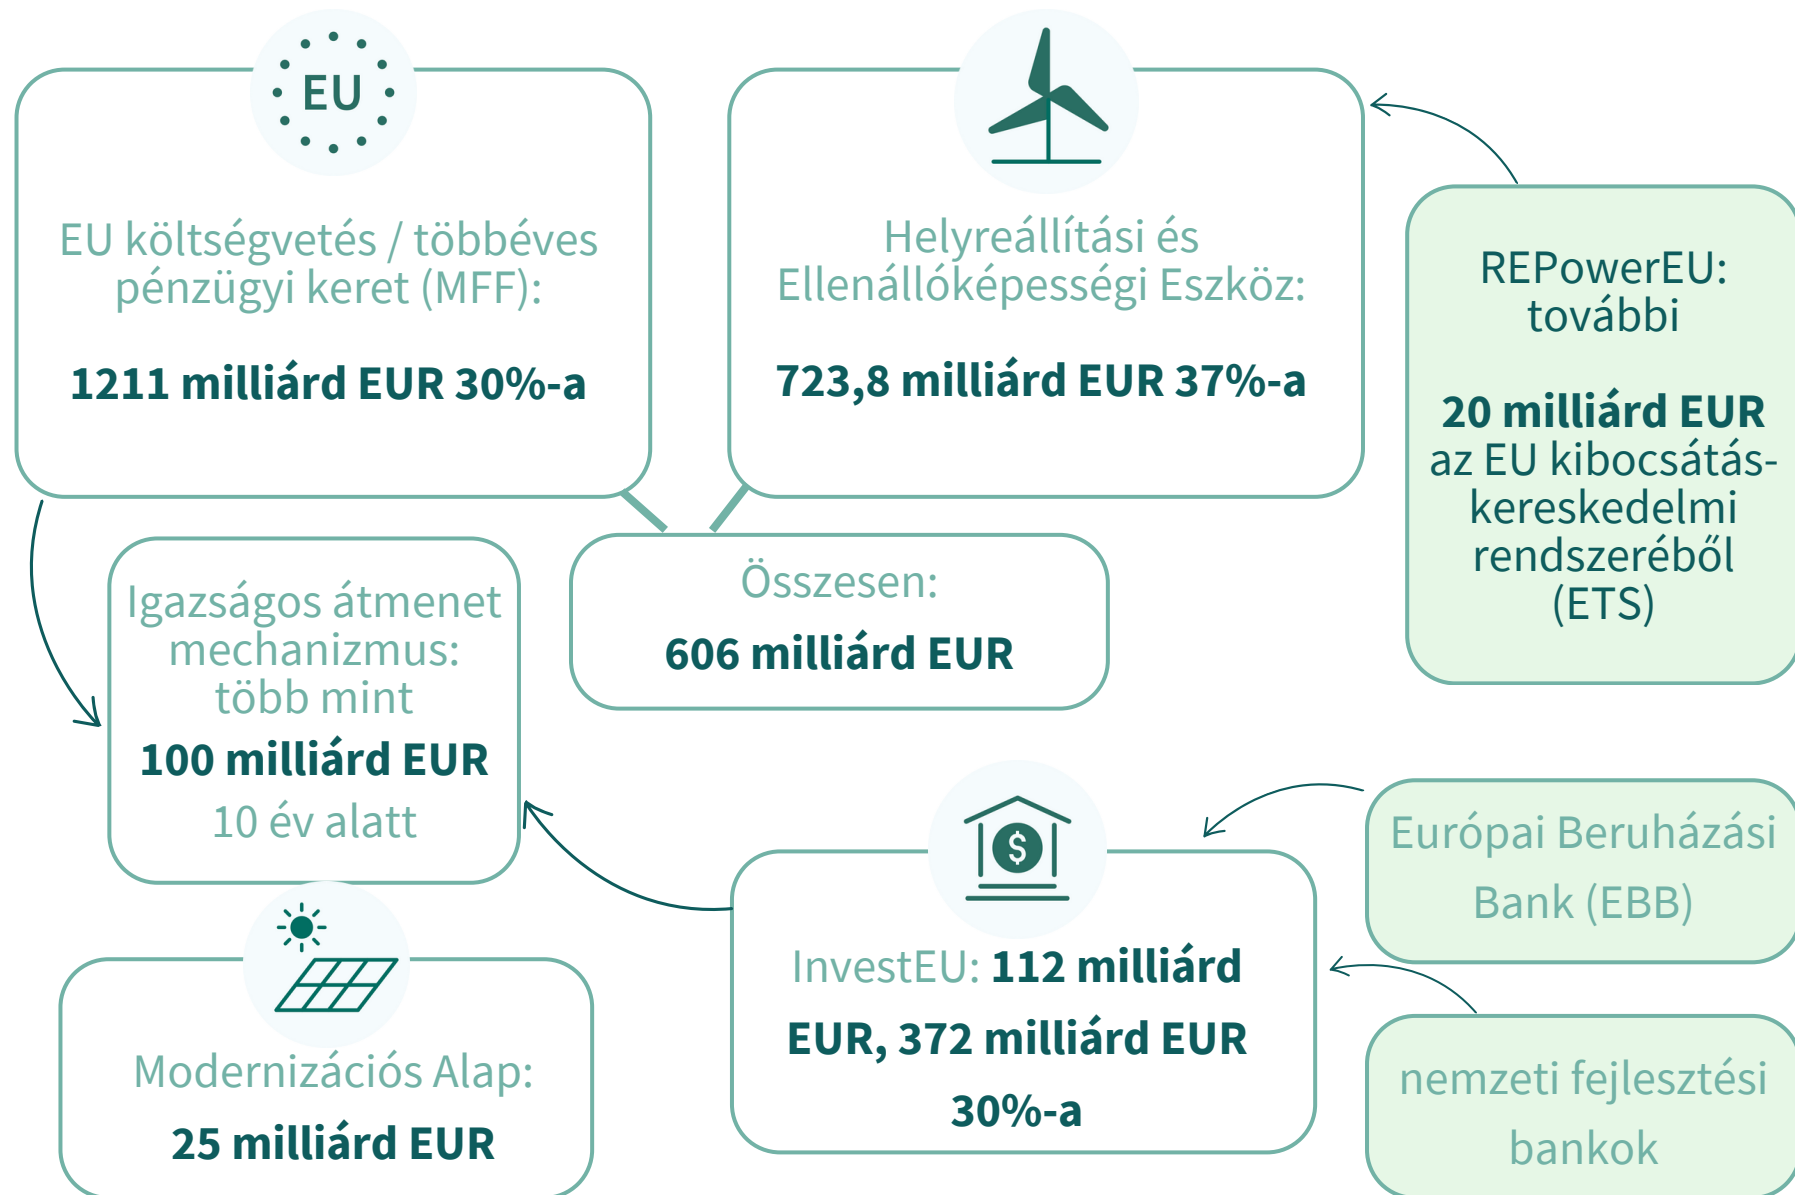 EU
EU költségvetés / többéves
pénzügyi keret (MFF):
1211 milliárd EUR 30%-a
Helyreállítási és
Ellenállóképességi Eszköz:
723,8 milliárd EUR 37%-a
REPowerEU:
további
20 milliárd EUR
az EU kibocsátás-
kereskedelmi
rendszeréből
(ETS)
Igazságos átmenet
mechanizmus:
több mint
100 milliárd EUR
10 év alatt
Összesen:
606 milliárd EUR
$
InvestEU: 112 milliárd
EUR, 372 milliárd EUR
30%-a
Európai Beruházási
Bank (EBB)
nemzeti fejlesztési
bankok
Modernizációs Alap:
25 milliárd EUR